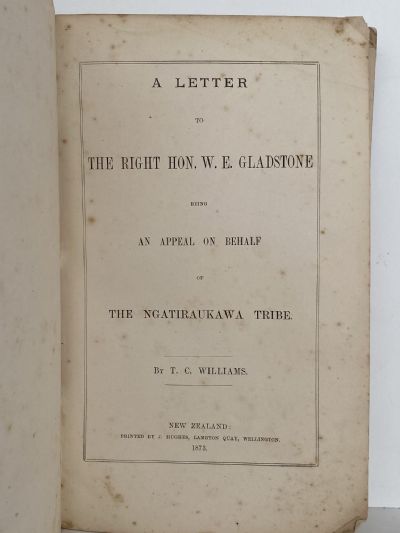 A LETTER
TO
THE RIGHT HON. W. E. GLADSTONE
BEING
AN APPEAL ON BEHALF
OF
THE NGATIRAUKAWA TRIBE.
BY T. C. WILLIAMS.
NEW ZEALAND:
PRINTED BY J. HUGHES, LAMBTON QUAY, WELLINGTON.
1873.